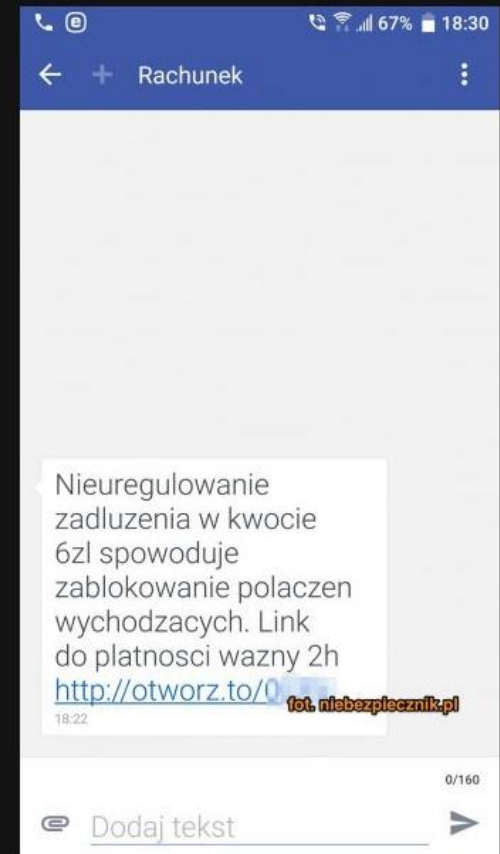 67% 18:30
Rachunek
Nieuregulowanie
zadluzenia w kwocie
6zl spowoduje
zablokowanie polaczen
wychodzacych. Link
do platnosci wazny 2h
http://otworz.to/0
fot. niebezpiecznik.pl
18:22
0/160
Dodaj tekst